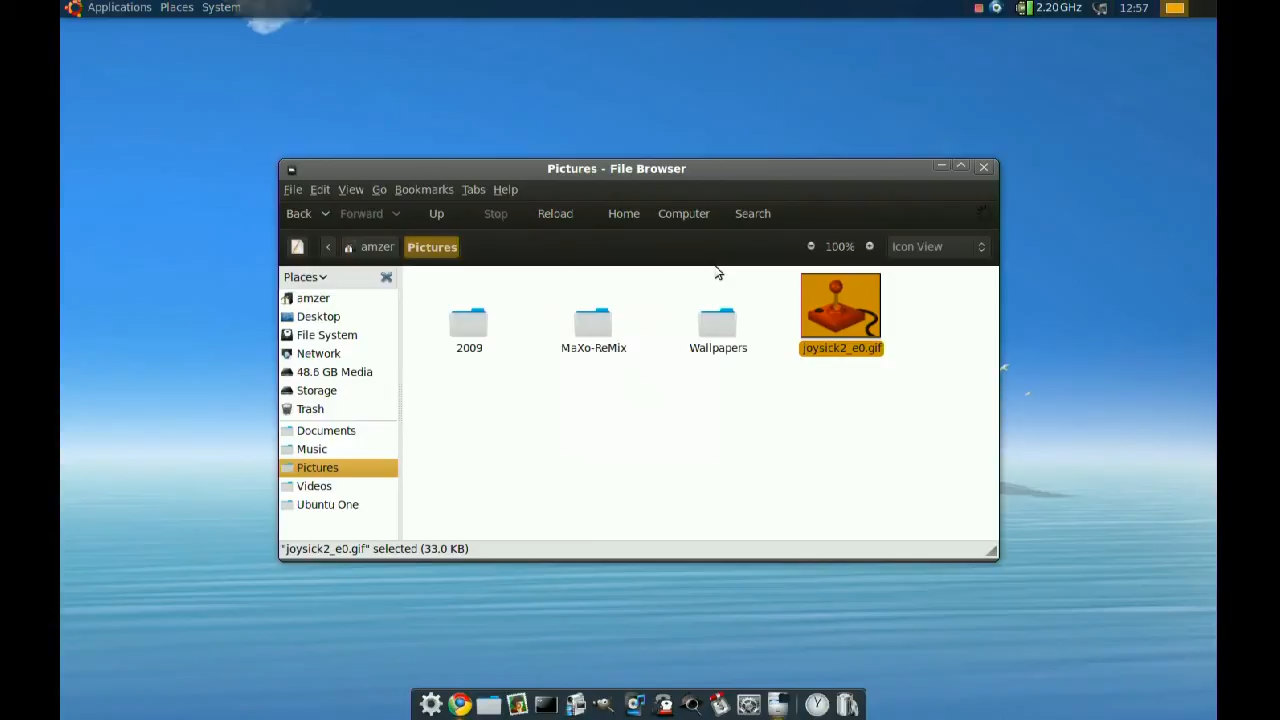 Applications Places System 2.20 GHz 12:57
Pictures - File Browser
File Edit View Go Bookmarks Tabs Help
Back Forward Up Stop Reload Home Computer Search
amzer Pictures 100% Icon View
Places
amzer
Desktop
File System
Network
48.6 GB Media
Storage
Trash
Documents
Music
Pictures
Videos
Ubuntu One
2009 MaXo-ReMix Wallpapers joysick2_e0.gif
"joysick2_e0.gif" selected (33.0 KB)